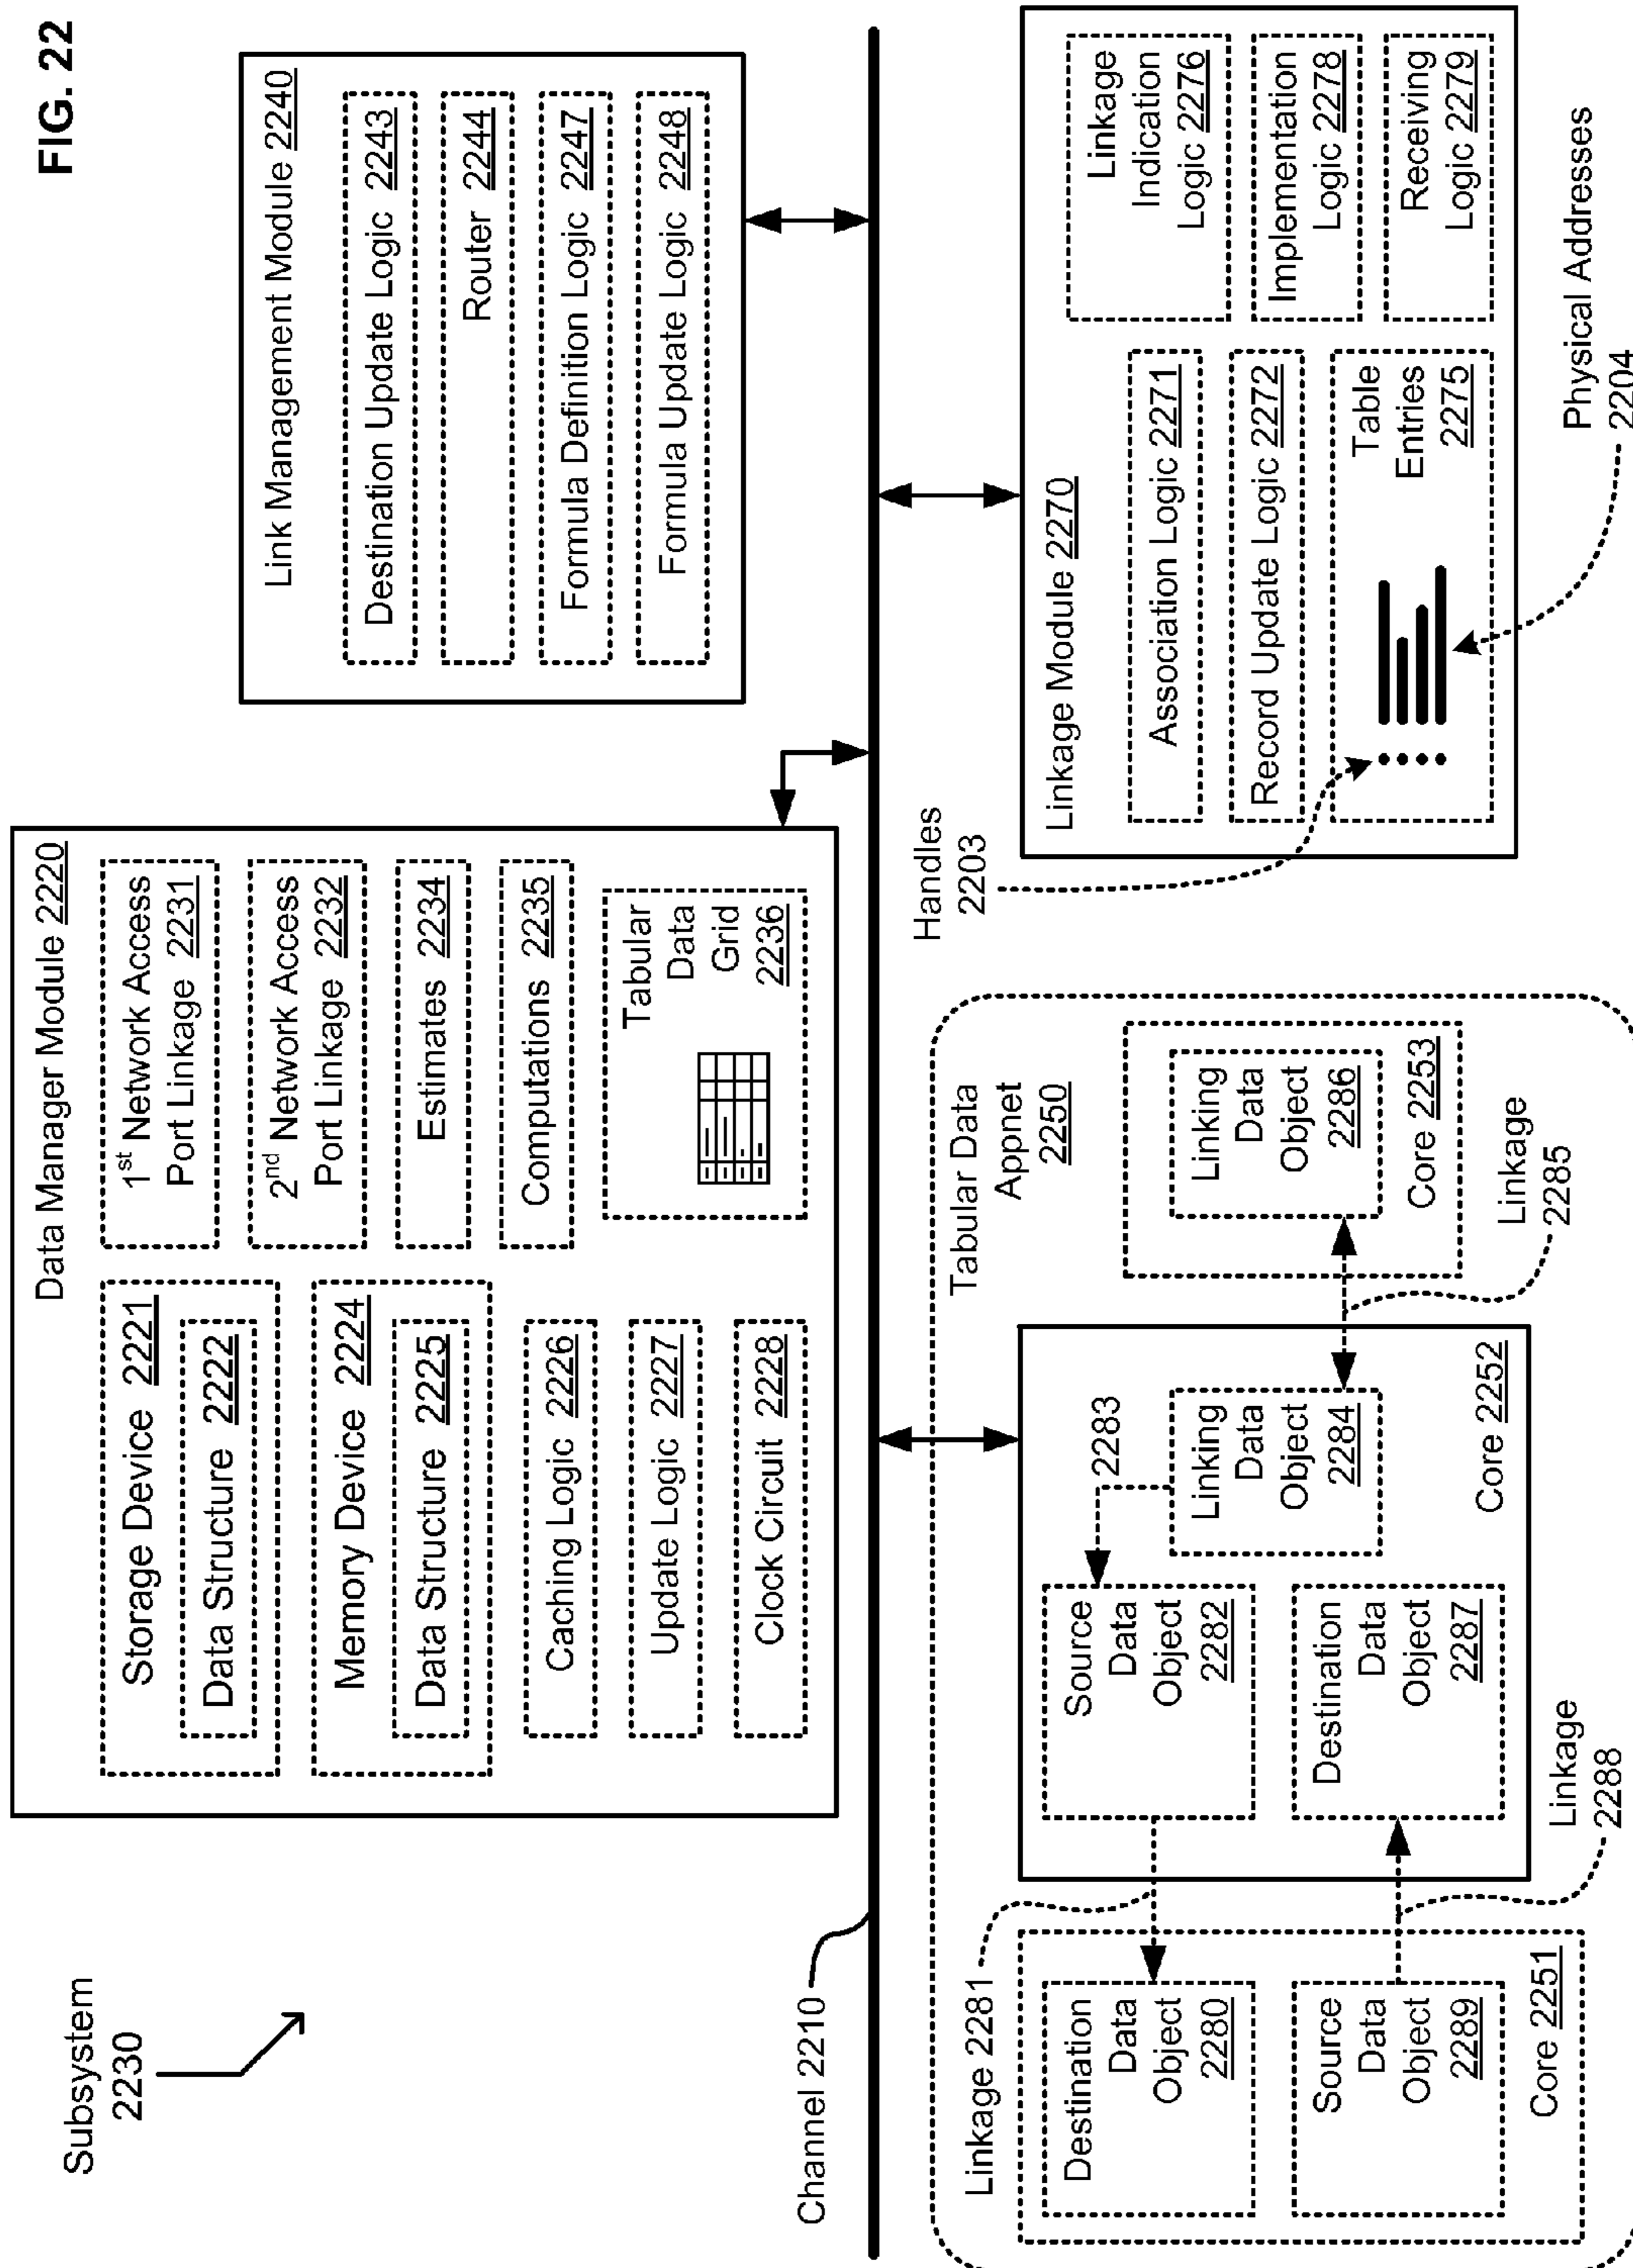 FIG. 22
Subsystem
2230
Data Manager Module 2220
Storage Device 2221
Data Structure 2222
Memory Device 2224
Data Structure 2225
Caching Logic 2226
Update Logic 2227
Clock Circuit 2228
1st Network Access
Port Linkage 2231
2nd Network Access
Port Linkage 2232
Estimates 2234
Computations 2235
Tabular
Data
Grid
2236
Link Management Module 2240
Destination Update Logic 2243
Router 2244
Formula Definition Logic 2247
Formula Update Logic 2248
Channel 2210
Tabular Data
Appnet
2250
Linkage 2281
Destination
Data
Object
2280
Source
Data
Object
2289
Core 2251
Source
Data
Object
2282
Destination
Data
Object
2287
2283
Linking
Data
Object
2284
Core 2252
Linkage
2288
Linking
Data
Object
2286
Core 2253
Linkage
2285
Handles
2203
Linkage Module 2270
Association Logic 2271
Record Update Logic 2272
Table
Entries
2275
Linkage
Indication
Logic 2276
Implementation
Logic 2278
Receiving
Logic 2279
Physical Addresses
2204